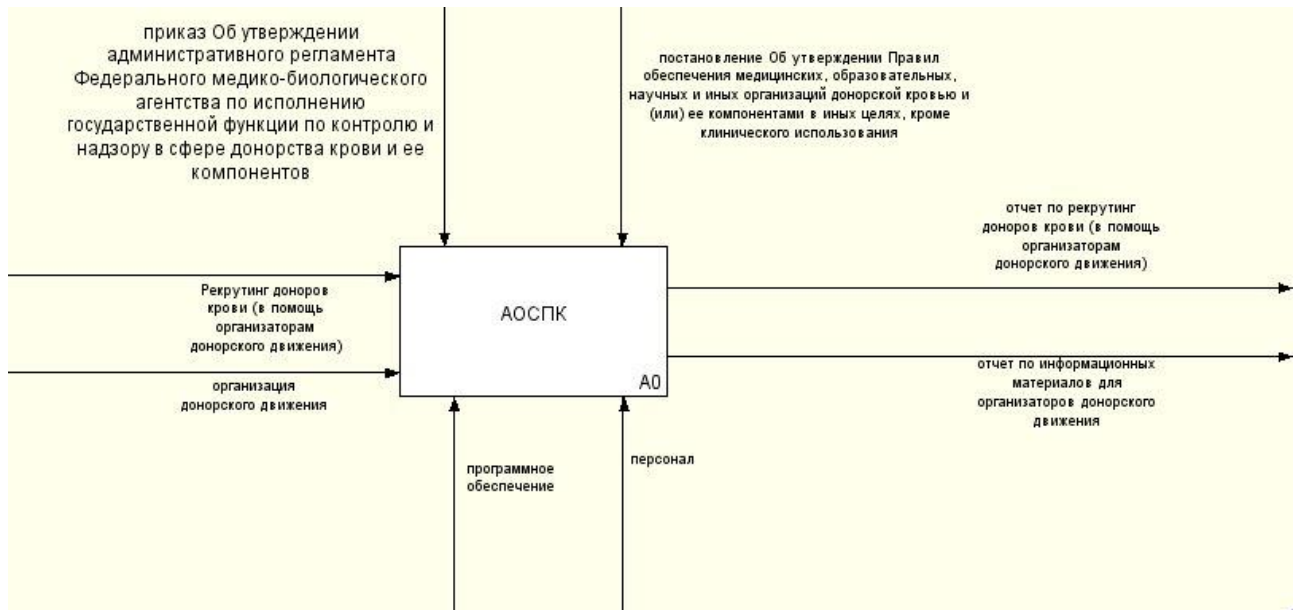 приказ Об утверждении
административного регламента
Федерального медико-биологического
агентства по исполнению
государственной функции по контролю и
надзору в сфере донорства крови и ее
компонентов
постановление Об утверждении Правил
обеспечения медицинских, образовательных,
научных и иных организаций донорской кровью и
(или) ее компонентами в иных целях, кроме
клинического использования
Рекрутинг доноров
крови (в помощь
организаторам
донорского движения)
организация
донорского движения
АОСПК
A0
отчет по рекрутинг
доноров крови (в помощь
организаторам
донорского движения)
отчет по информационных
материалов для
организаторов донорского
движения
программное
обеспечение
персонал